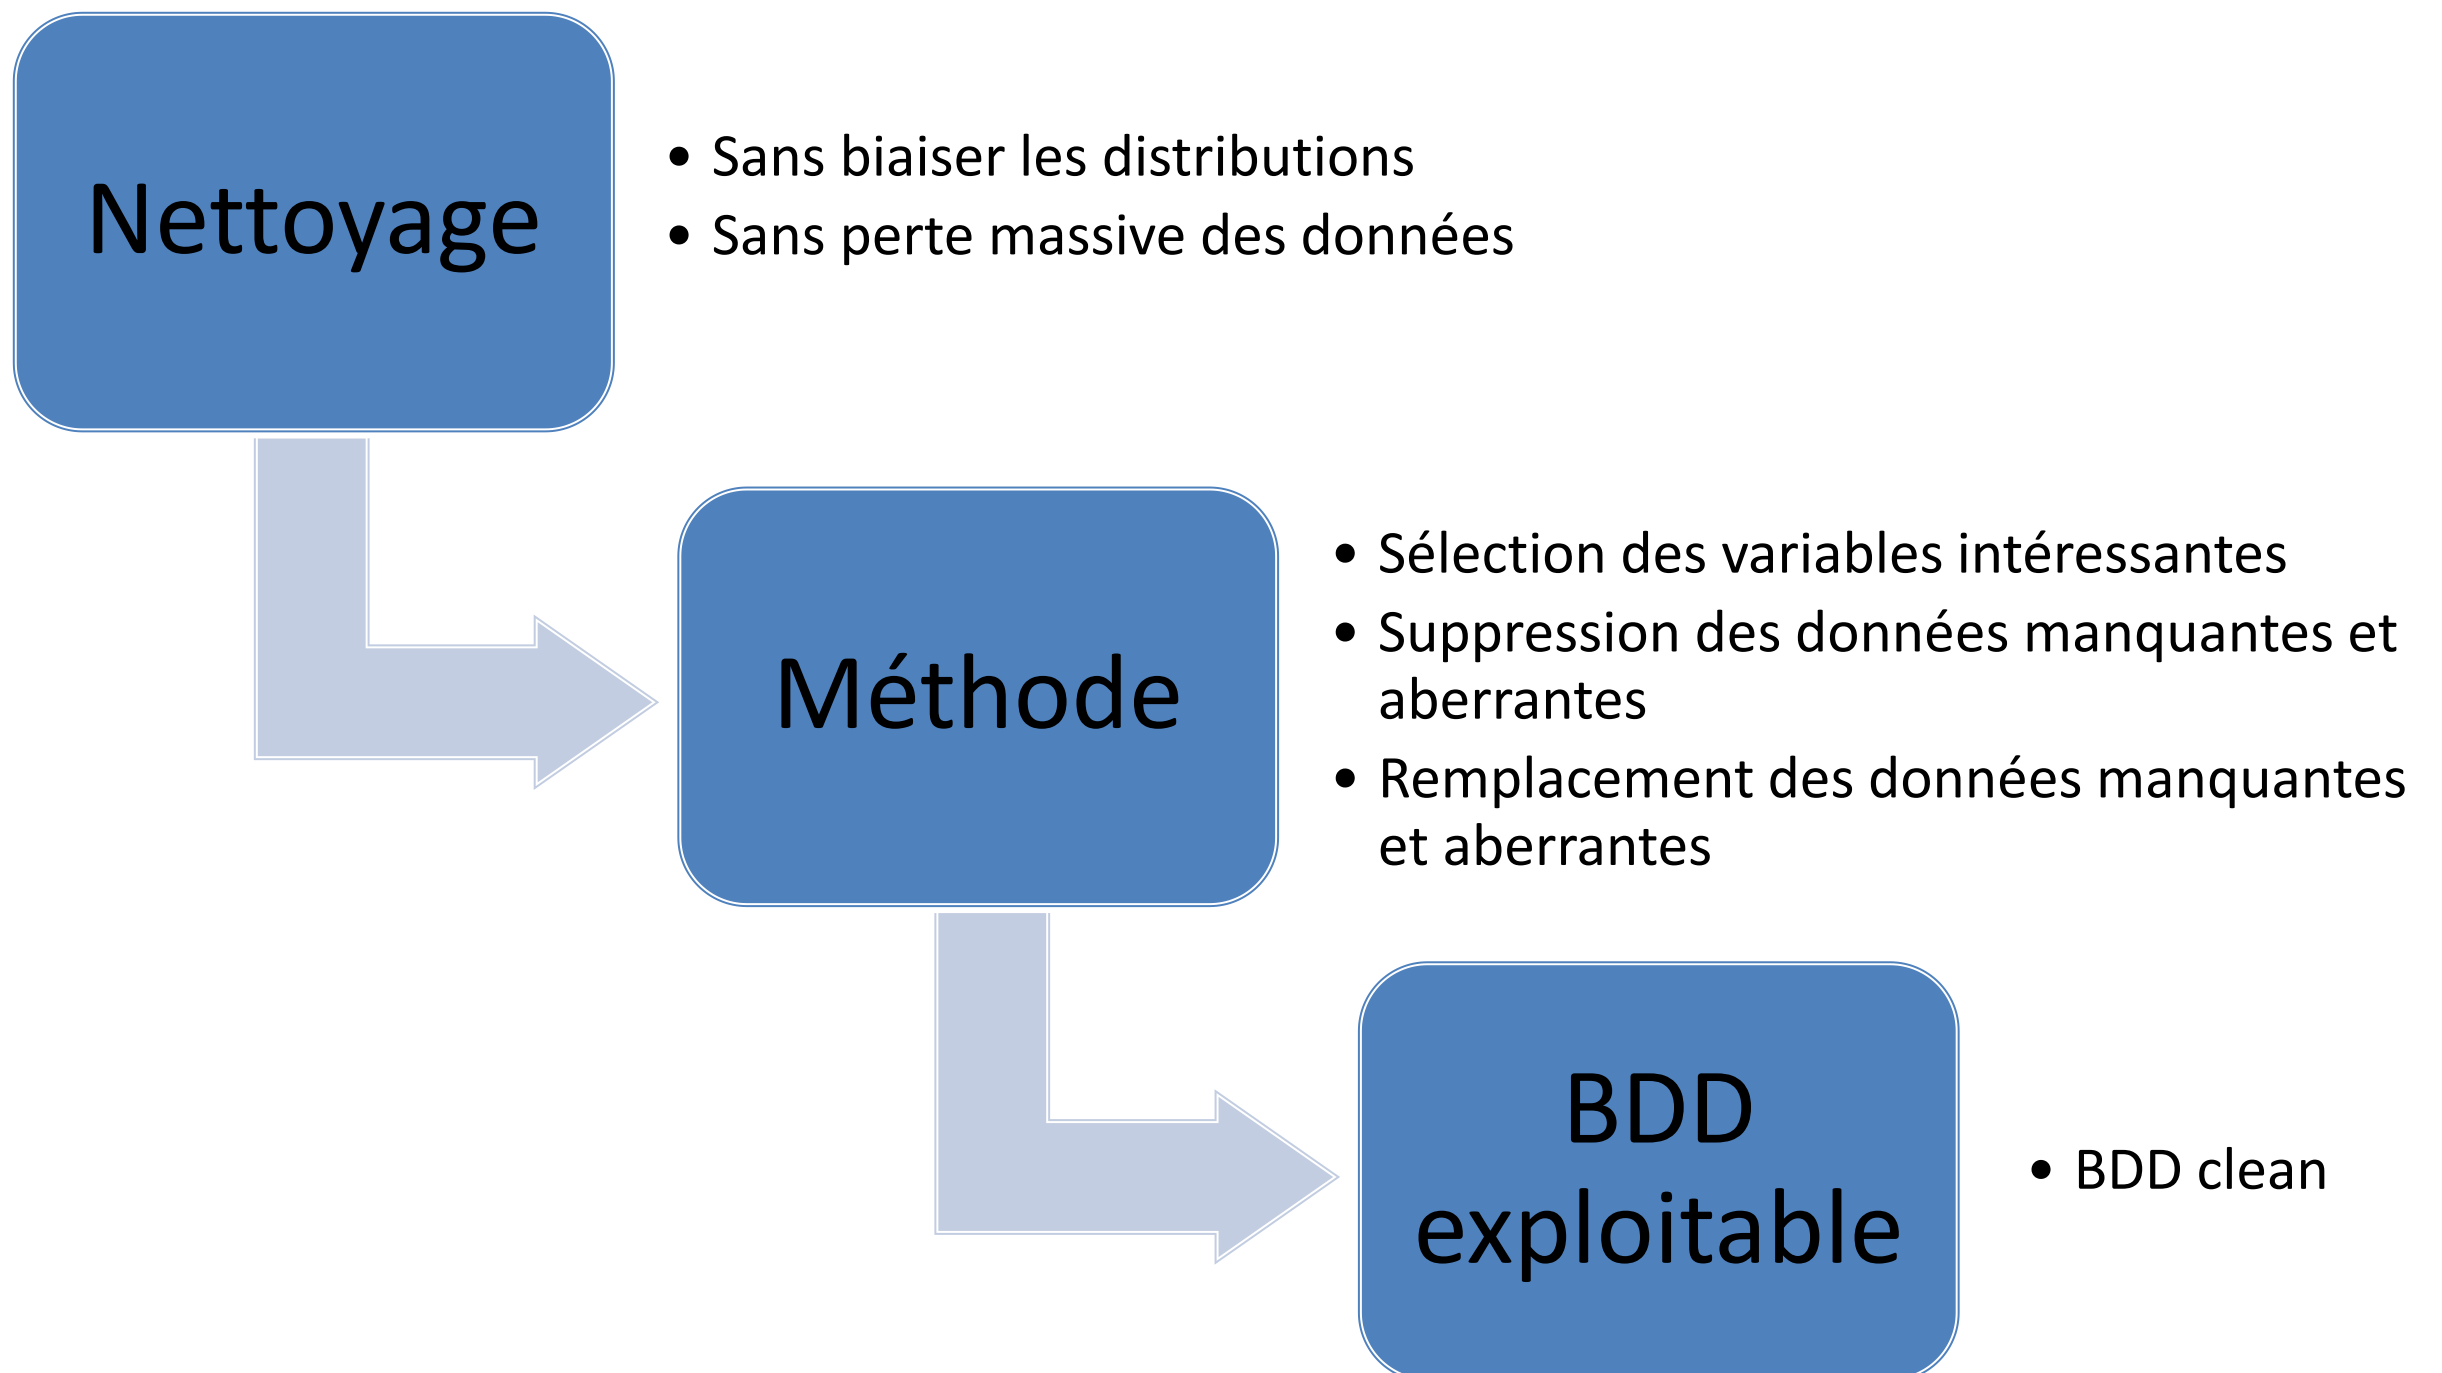 Nettoyage
• Sans biaiser les distributions
• Sans perte massive des données
Méthode
• Sélection des variables intéressantes
• Suppression des données manquantes et
aberrantes
• Remplacement des données manquantes
et aberrantes
BDD
exploitable
• BDD clean